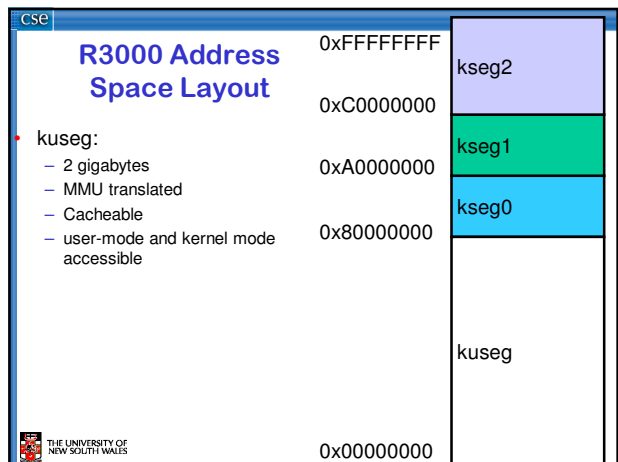 cse
R3000 Address
Space Layout
• kuseg:
– 2 gigabytes
– MMU translated
– Cacheable
– user-mode and kernel mode
accessible
0xFFFFFFFF
kseg2
0xC0000000
kseg1
0xA0000000
kseg0
0x80000000
kuseg
0x00000000
THE UNIVERSITY OF
NEW SOUTH WALES